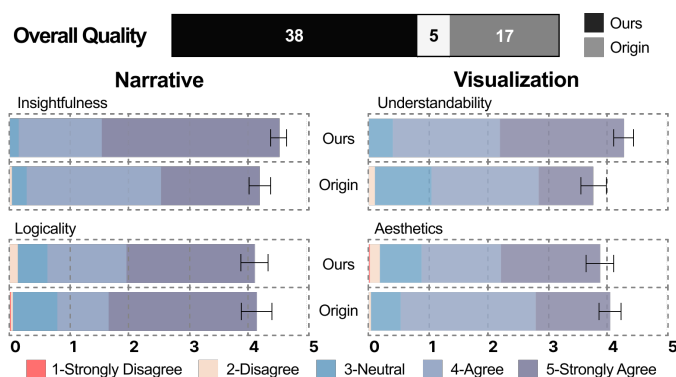 Overall Quality
38
5
17
Ours
Origin
Narrative
Visualization
Insightfulness
Understandability
Ours
Origin
Logicality
Aesthetics
Ours
Origin
0 1 2 3 4 5
0 1 2 3 4 5
1-Strongly Disagree 2-Disagree 3-Neutral 4-Agree 5-Strongly Agree